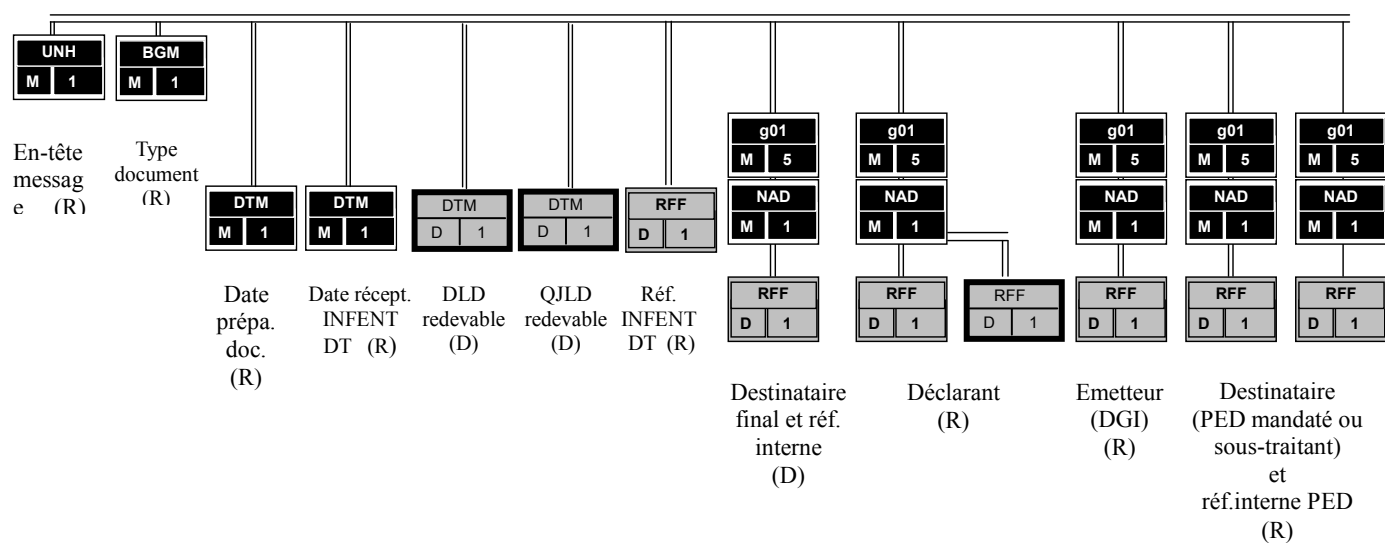 UNH
M 1
En-tête
messag
e (R)
BGM
M 1
Type
document
(R)
DTM
M 1
Date
prépa.
doc.
(R)
DTM
M 1
Date récept.
INFENT
DT (R)
DTM
D 1
DLD
redevable
(D)
DTM
D 1
QJLD
redevable
(D)
RFF
D 1
Réf.
INFENT
DT (R)
g01
M 5
NAD
M 1
RFF
D 1
Destinataire
final et réf.
interne
(D)
g01
M 5
NAD
M 1
RFF
D 1
RFF
D 1
Déclarant
(R)
g01
M 5
NAD
M 1
RFF
D 1
Emetteur
(DGI)
(R)
g01
M 5
NAD
M 1
RFF
D 1
g01
M 5
NAD
M 1
RFF
D 1
Destinataire
(PED mandaté ou
sous-traitant)
et
réf.interne PED
(R)